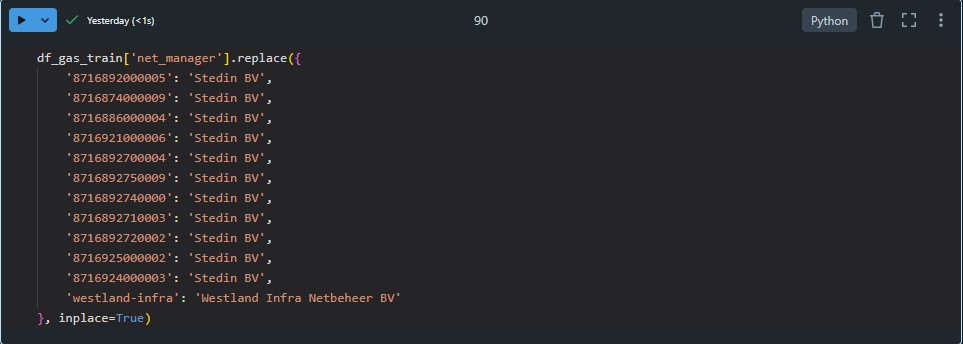 Yesterday (<1s)
90
Python
df_gas_train['net_manager'].replace({
'8716892000005': 'Stedin BV',
'8716874000009': 'Stedin BV',
'8716886000004': 'Stedin BV',
'8716921000006': 'Stedin BV',
'8716892700004': 'Stedin BV',
'8716892750009': 'Stedin BV',
'8716892740000': 'Stedin BV',
'8716892710003': 'Stedin BV',
'8716892720002': 'Stedin BV',
'8716925000002': 'Stedin BV',
'8716924000003': 'Stedin BV',
'westland-infra': 'Westland Infra Netbeheer BV'
}, inplace=True)